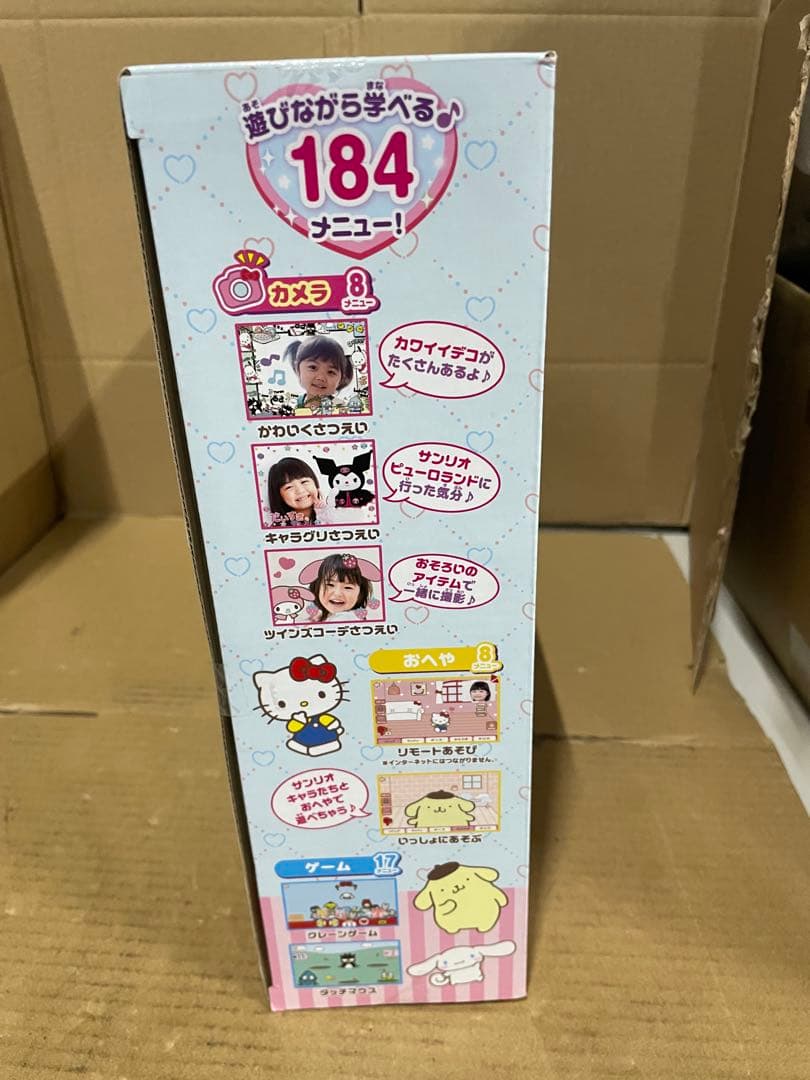 遊びながら学べる♪
あそ
まな
184
メニュー!
カメラ
8
メニュー
カワイイデコが
たくさんあるよ♪
かわいくさつえい
サンリオ
ピューロランドに
行った気分♪
キャラグリさつえい
おそろいの
アイテムで
一緒に撮影♪
ツインズコーデさつえい
おへや
8
メニュー
リモートあそび
※インターネットにはつながりません。
サンリオ
キャラたちと
おへやで
遊べちゃう♪
いっしょにあそぶ
ゲーム
17
メニュー
クレーンゲーム
タッチマウス